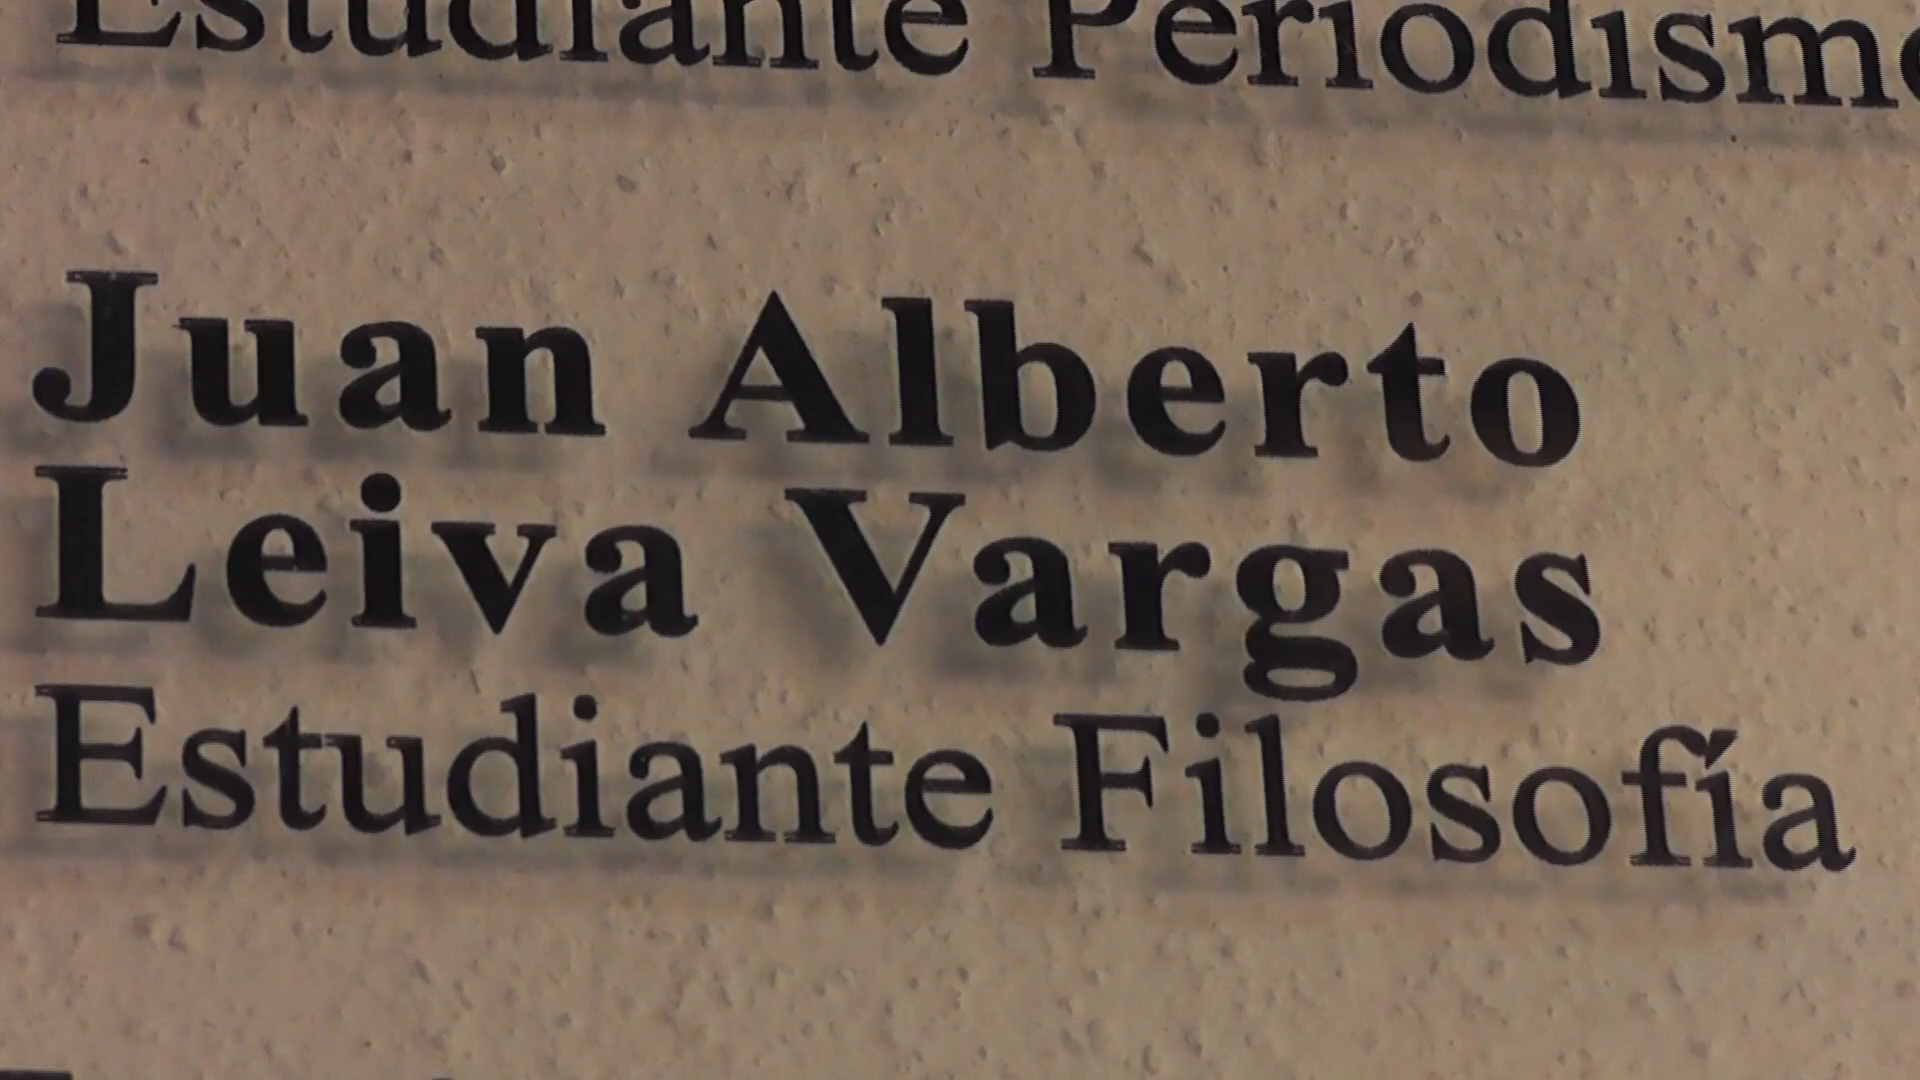 Estudiante Periodismo
Juan Alberto
Leiva Vargas
Estudiante Filosofía